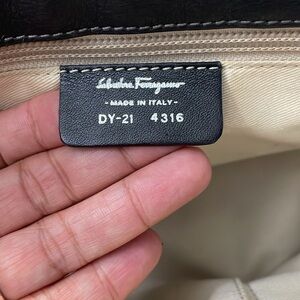 Salvatore Ferragamo
- MADE IN ITALY -
DY-21 4316